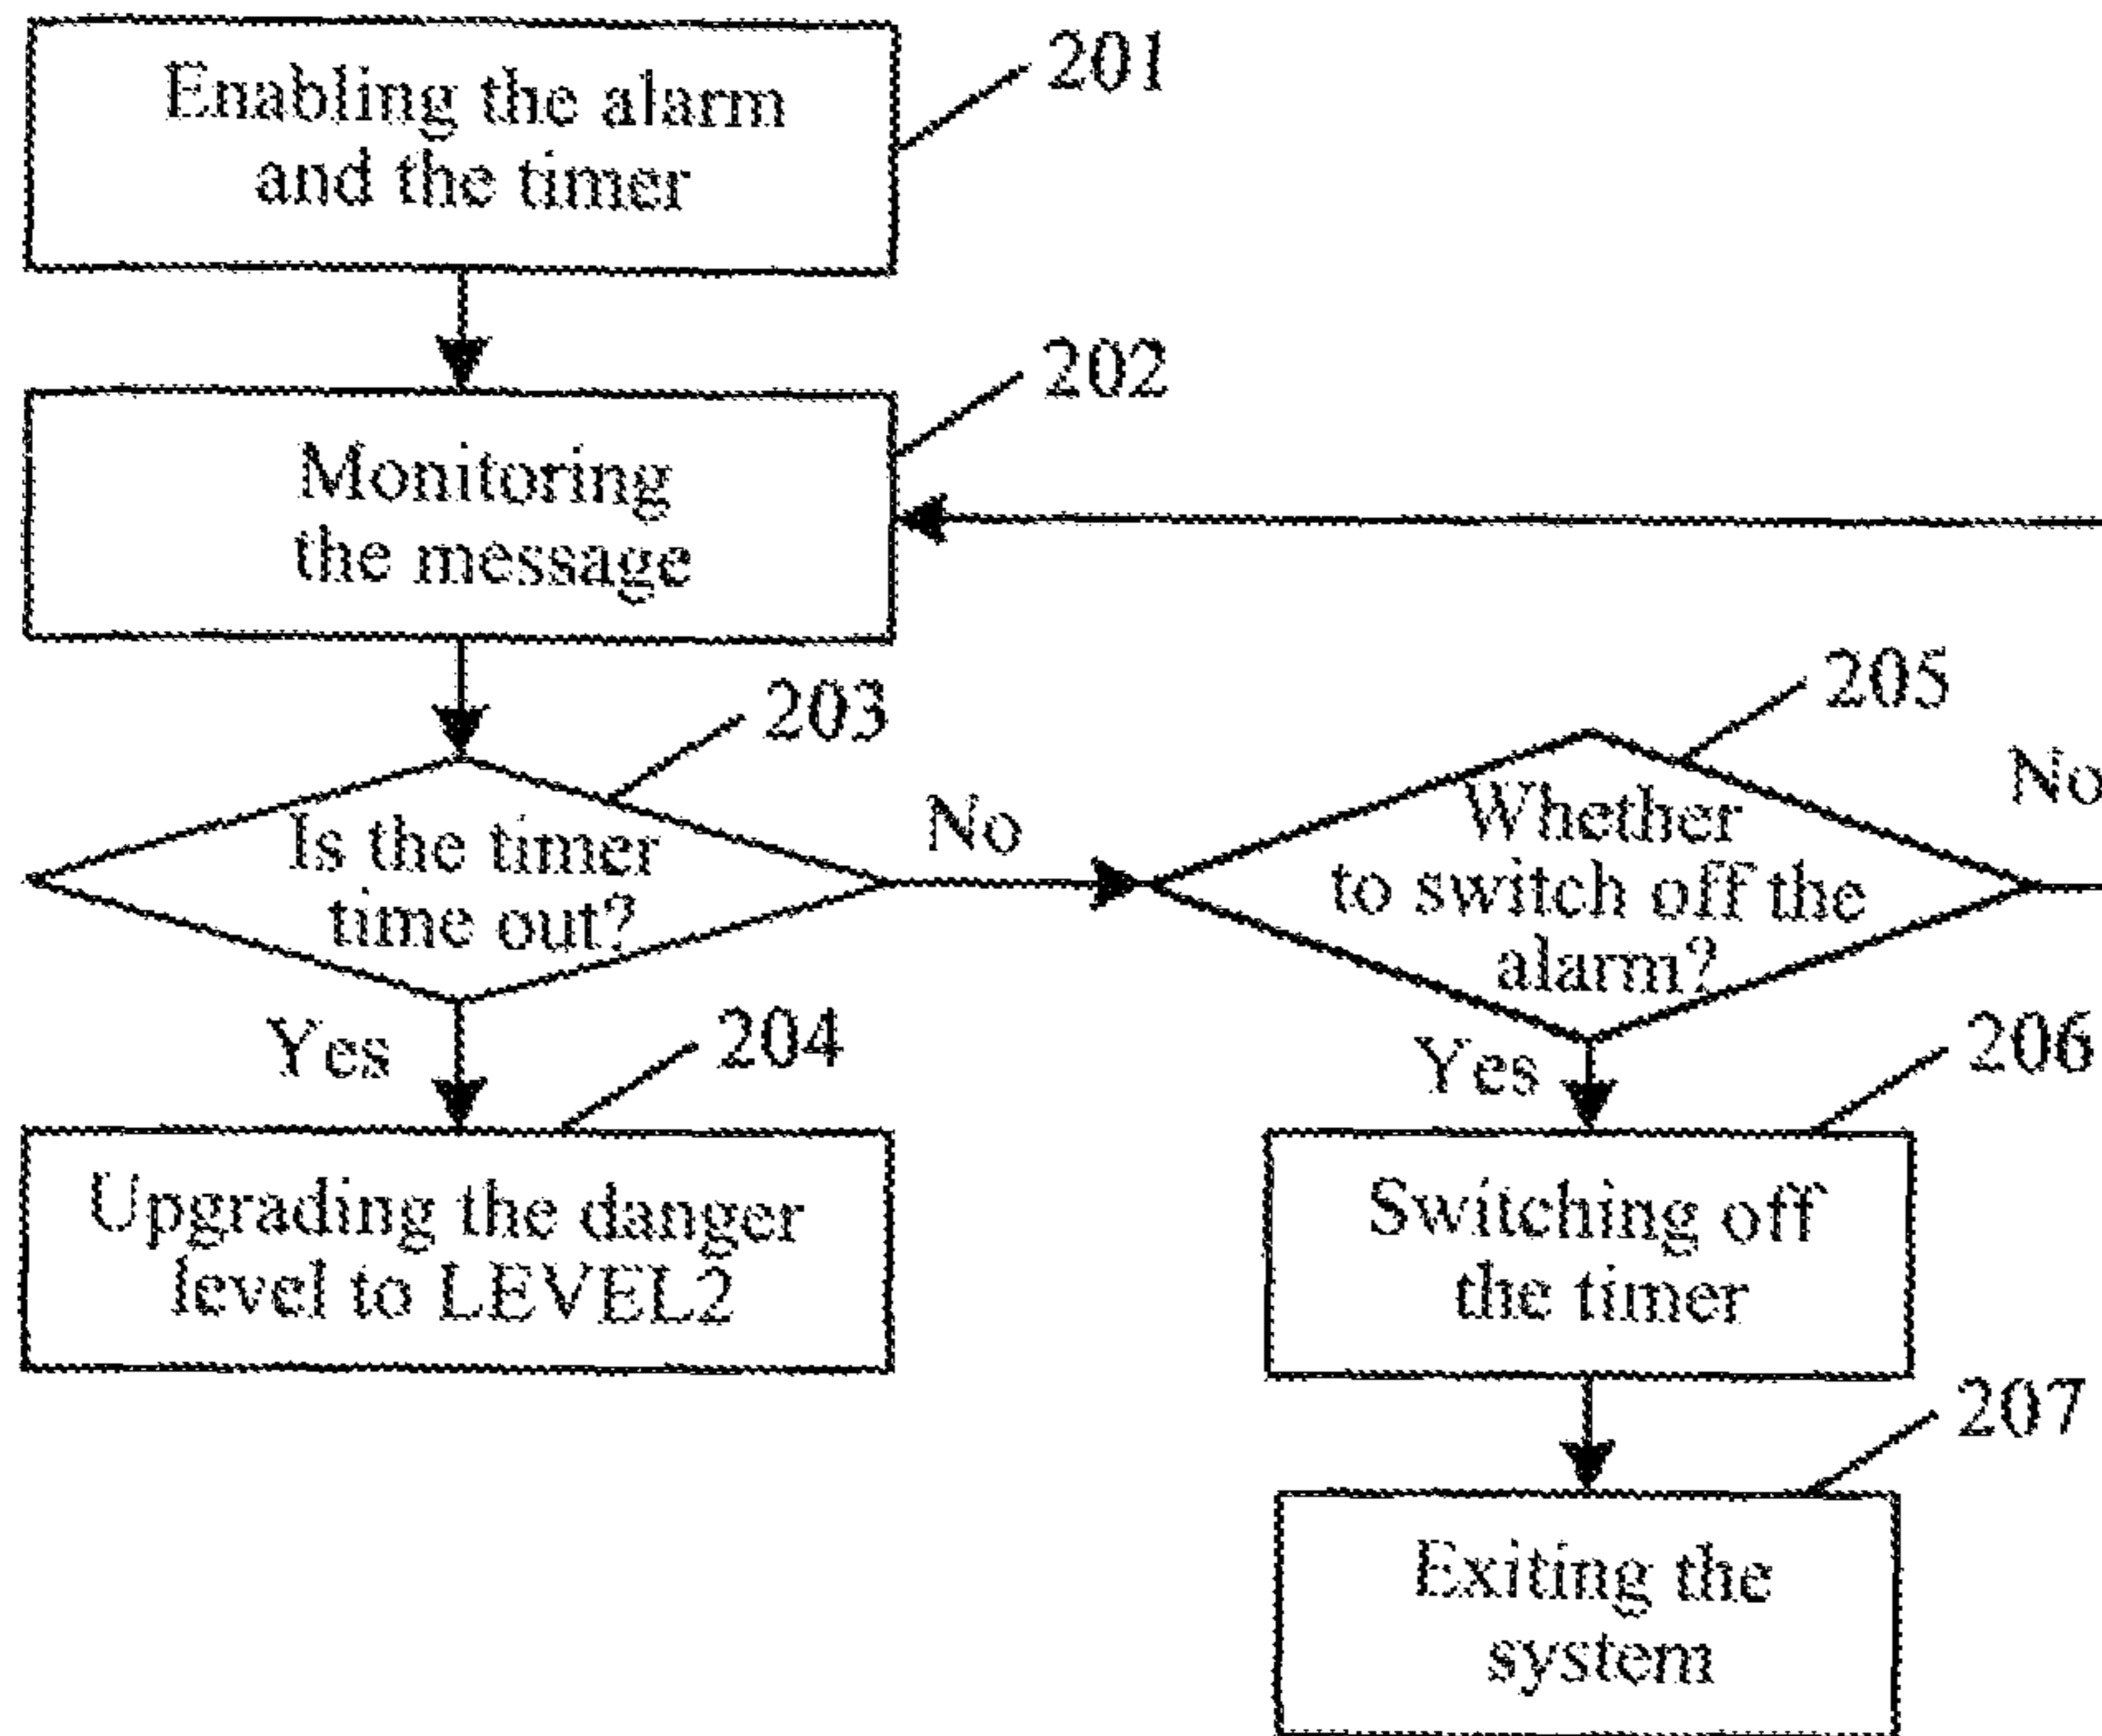 Enabling the alarm
and the timer
201
Monitoring
the message
202
Is the timer
time out?
203
No
Yes
Upgrading the danger
level to LEVEL2
204
Whether
to switch off the
alarm?
205
No
Yes
Switching off
the timer
206
Exiting the
system
207